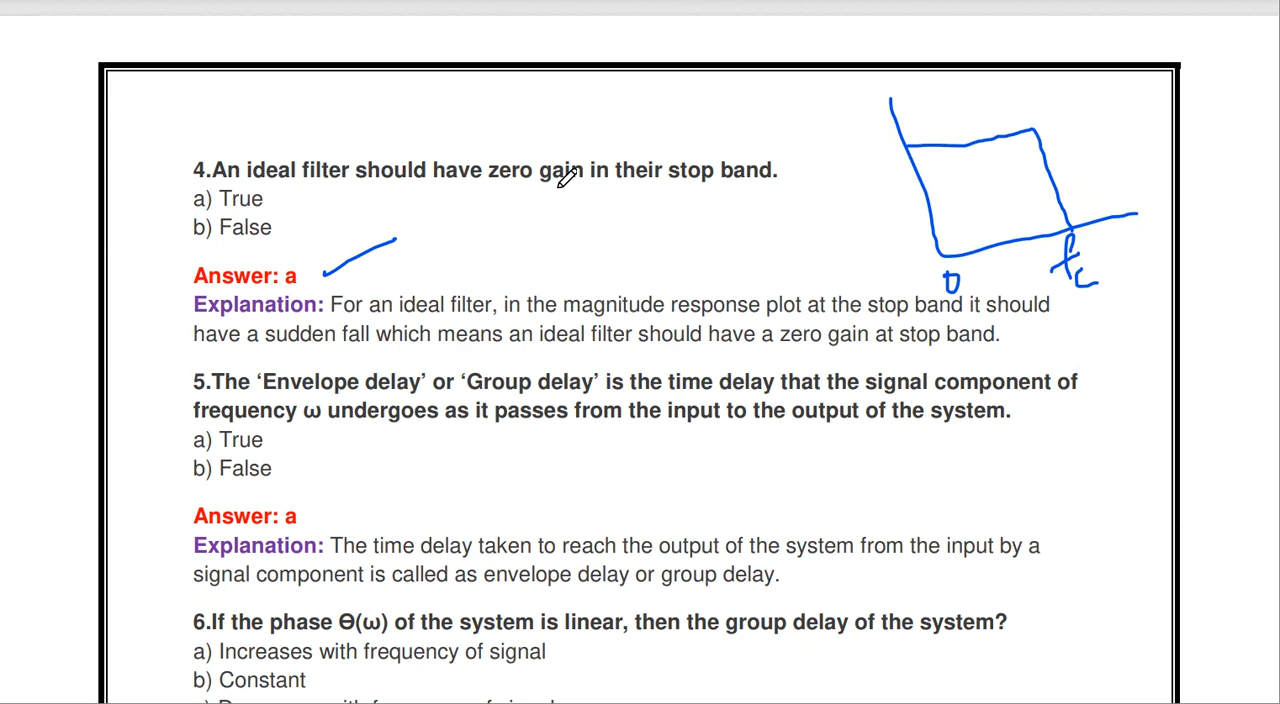 4.An ideal filter should have zero gain in their stop band.
a) True
b) False
Answer: a
Explanation: For an ideal filter, in the magnitude response plot at the stop band it should
have a sudden fall which means an ideal filter should have a zero gain at stop band.
0
fc
5.The ‘Envelope delay’ or ‘Group delay’ is the time delay that the signal component of
frequency ω undergoes as it passes from the input to the output of the system.
a) True
b) False
Answer: a
Explanation: The time delay taken to reach the output of the system from the input by a
signal component is called as envelope delay or group delay.
6.If the phase ϴ(ω) of the system is linear, then the group delay of the system?
a) Increases with frequency of signal
b) Constant